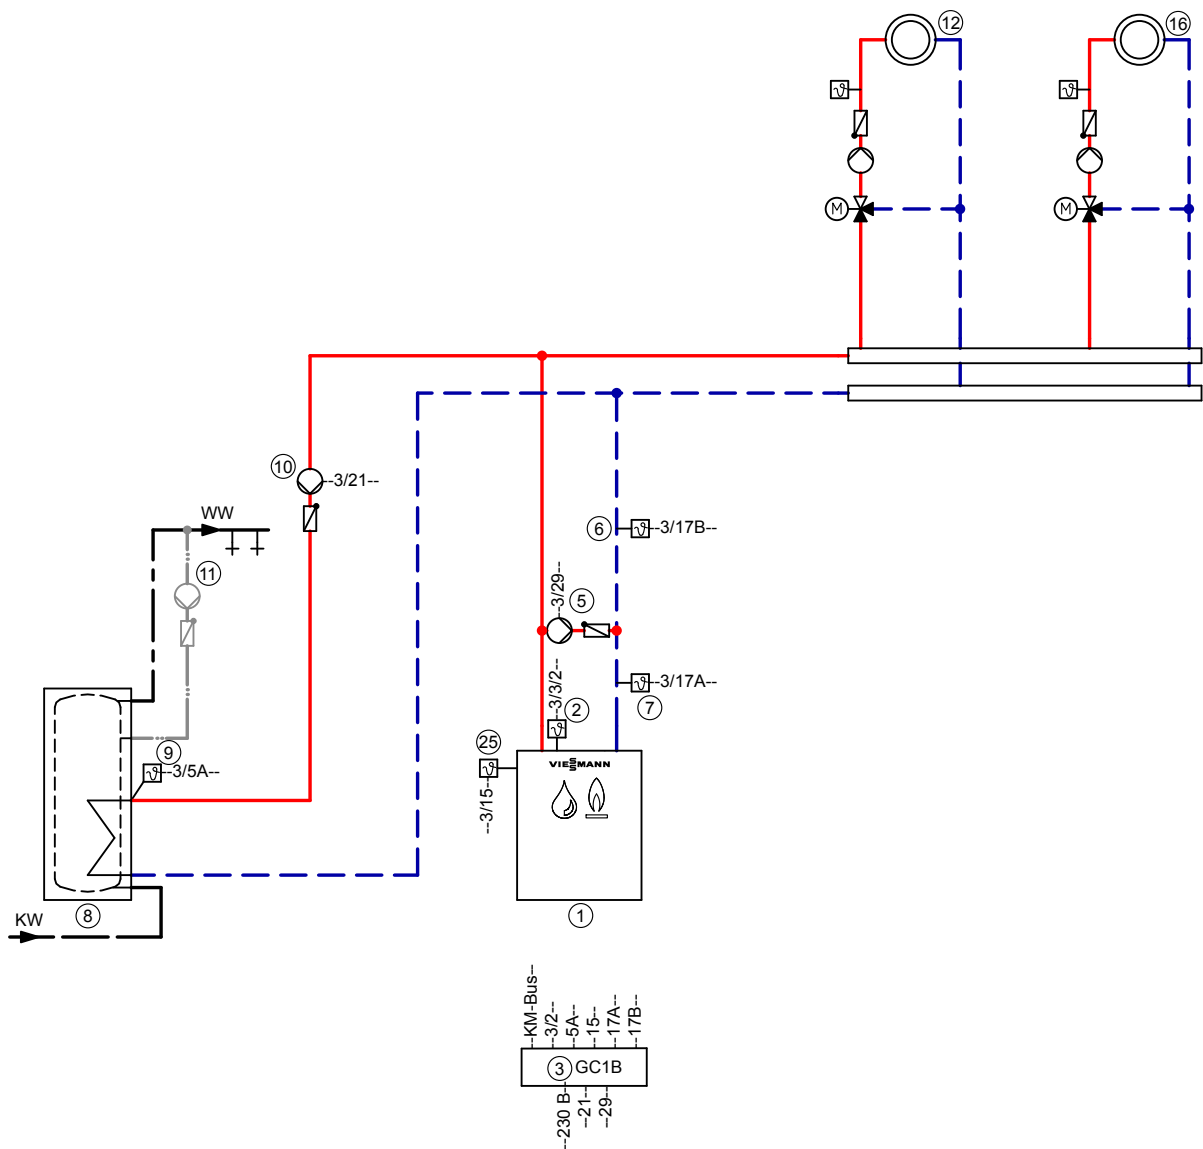 12
16
M
M
10
--3/21--
WW
6
--3/17B--
11
--3/29--
5
--3/3/2--
--3/17A--
2
7
25
9
--3/5A--
VIESSMANN
--3/15--
8
1
KW
--KM-Bus--
--3/2--
--5A--
--15--
--17A--
--17B--
3 GC1B
--230 В--
--21--
--29--